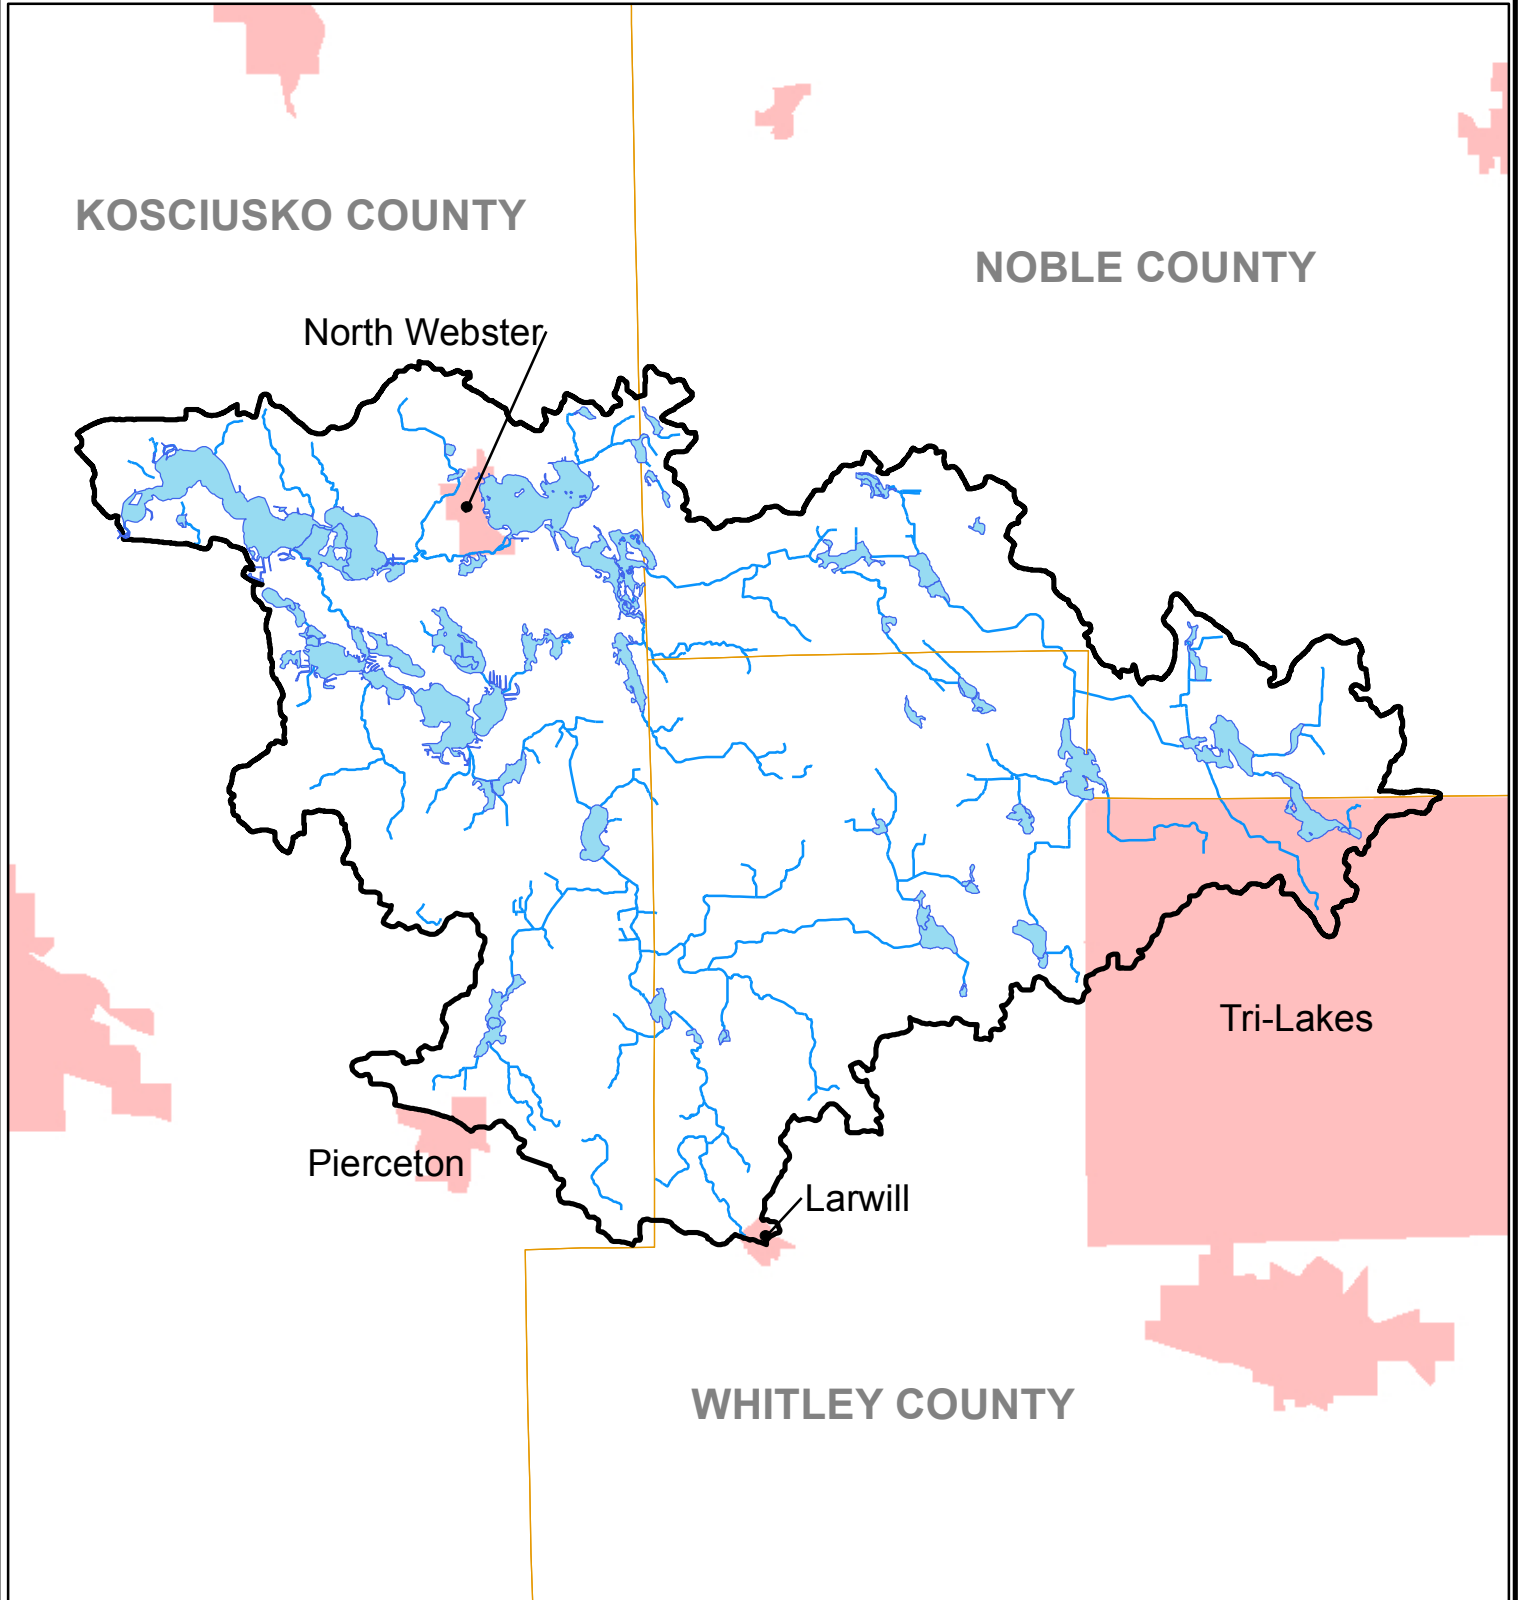 KOSCIUSKO COUNTY
NOBLE COUNTY
North Webster
Tri-Lakes
Pierceton
Larwill
WHITLEY COUNTY